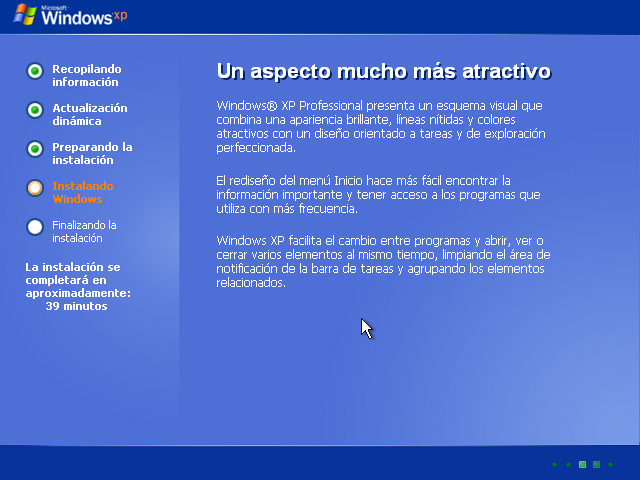 Microsoft
Windows xp
Recopilando
información
Actualización
dinámica
Preparando la
instalación
Instalando
Windows
Finalizando la
instalación
La instalación se
completará en
aproximadamente:
39 minutos
Un aspecto mucho más atractivo
Windows® XP Professional presenta un esquema visual que
combina una apariencia brillante, líneas nítidas y colores
atractivos con un diseño orientado a tareas y de exploración
perfeccionada.
El rediseño del menú Inicio hace más fácil encontrar la
información importante y tener acceso a los programas que
utiliza con más frecuencia.
Windows XP facilita el cambio entre programas y abrir, ver o
cerrar varios elementos al mismo tiempo, limpiando el área de
notificación de la barra de tareas y agrupando los elementos
relacionados.